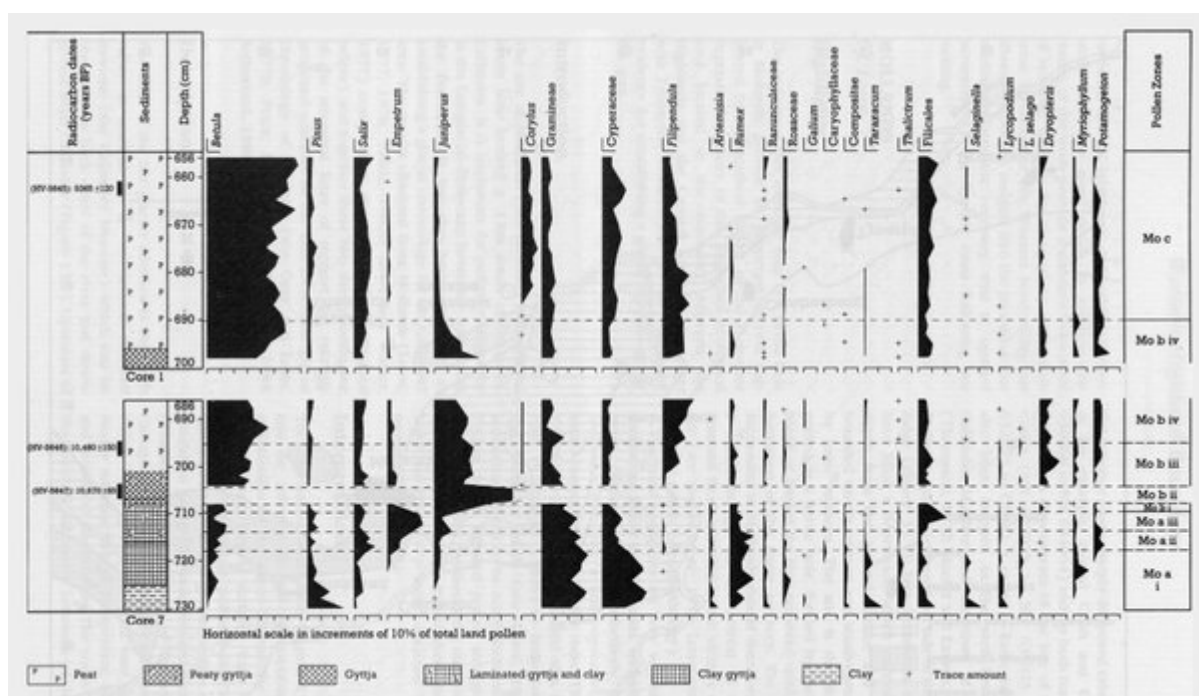 Radiocarbon dates
(years BP)
Sediments
Depth (cm)
Betula
Pinus
Salix
Empetrum
Juniperus
Corylus
Gramineae
Cyperaceae
Filipendula
Artemisia
Rumex
Ranunculaceae
Rosaceae
Galium
Caryophyllaceae
Compositae
Taraxacum
Thalictrum
Filicales
Selaginella
Lycopodium
L. selago
Dryopteris
Myriophyllum
Potamogeton
Pollen Zones
656
660
670
680
690
700
Core 1
Mo c
Mo b iv
686
690
700
710
720
730
Core 7
Mo b iv
Mo b iii
Mo b ii
Mo b i
Mo a iii
Mo a ii
Mo a
i
Horizontal scale in increments of 10% of total land pollen
Peat
Peaty gyttja
Gyttja
Laminated gyttja and clay
Clay gyttja
Clay
+ Trace amount